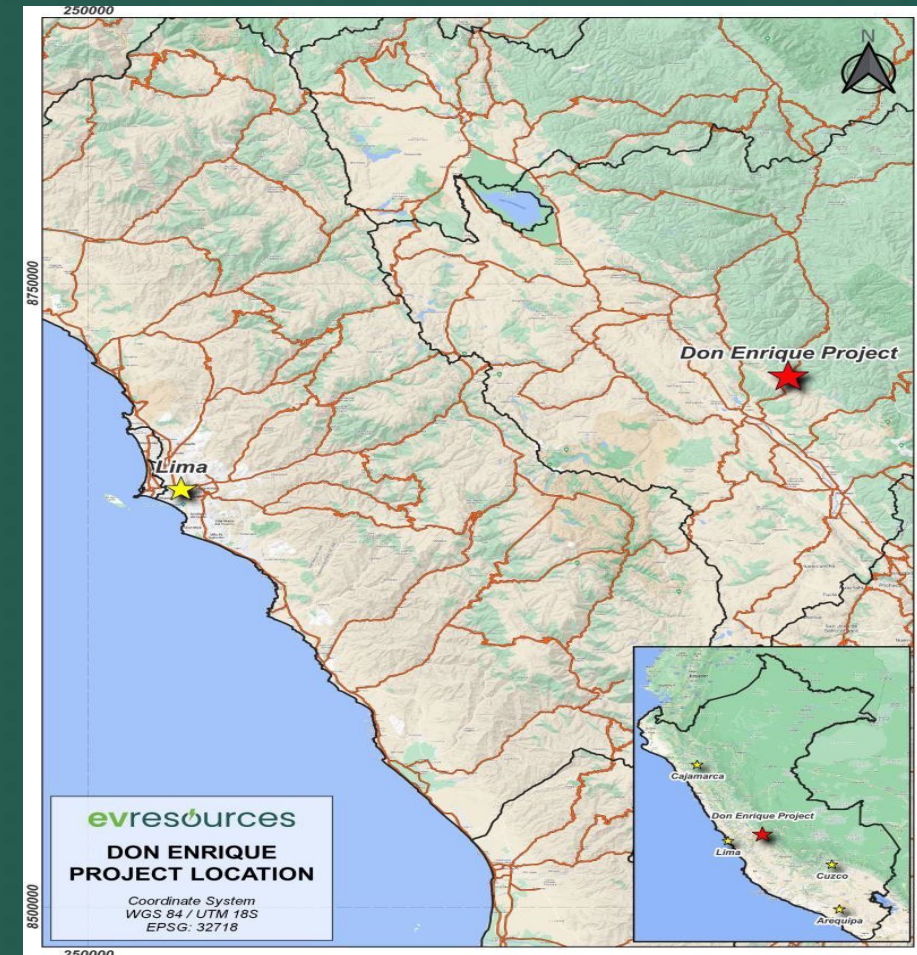 250000
N
8750000
Don Enrique Project
Lima
Cajamarca
Don Enrique Project
Lima
Cuzco
Arequipa
evresources
DON ENRIQUE
PROJECT LOCATION
Coordinate System
WGS 84 / UTM 18S
EPSG: 32718
8500000
250000